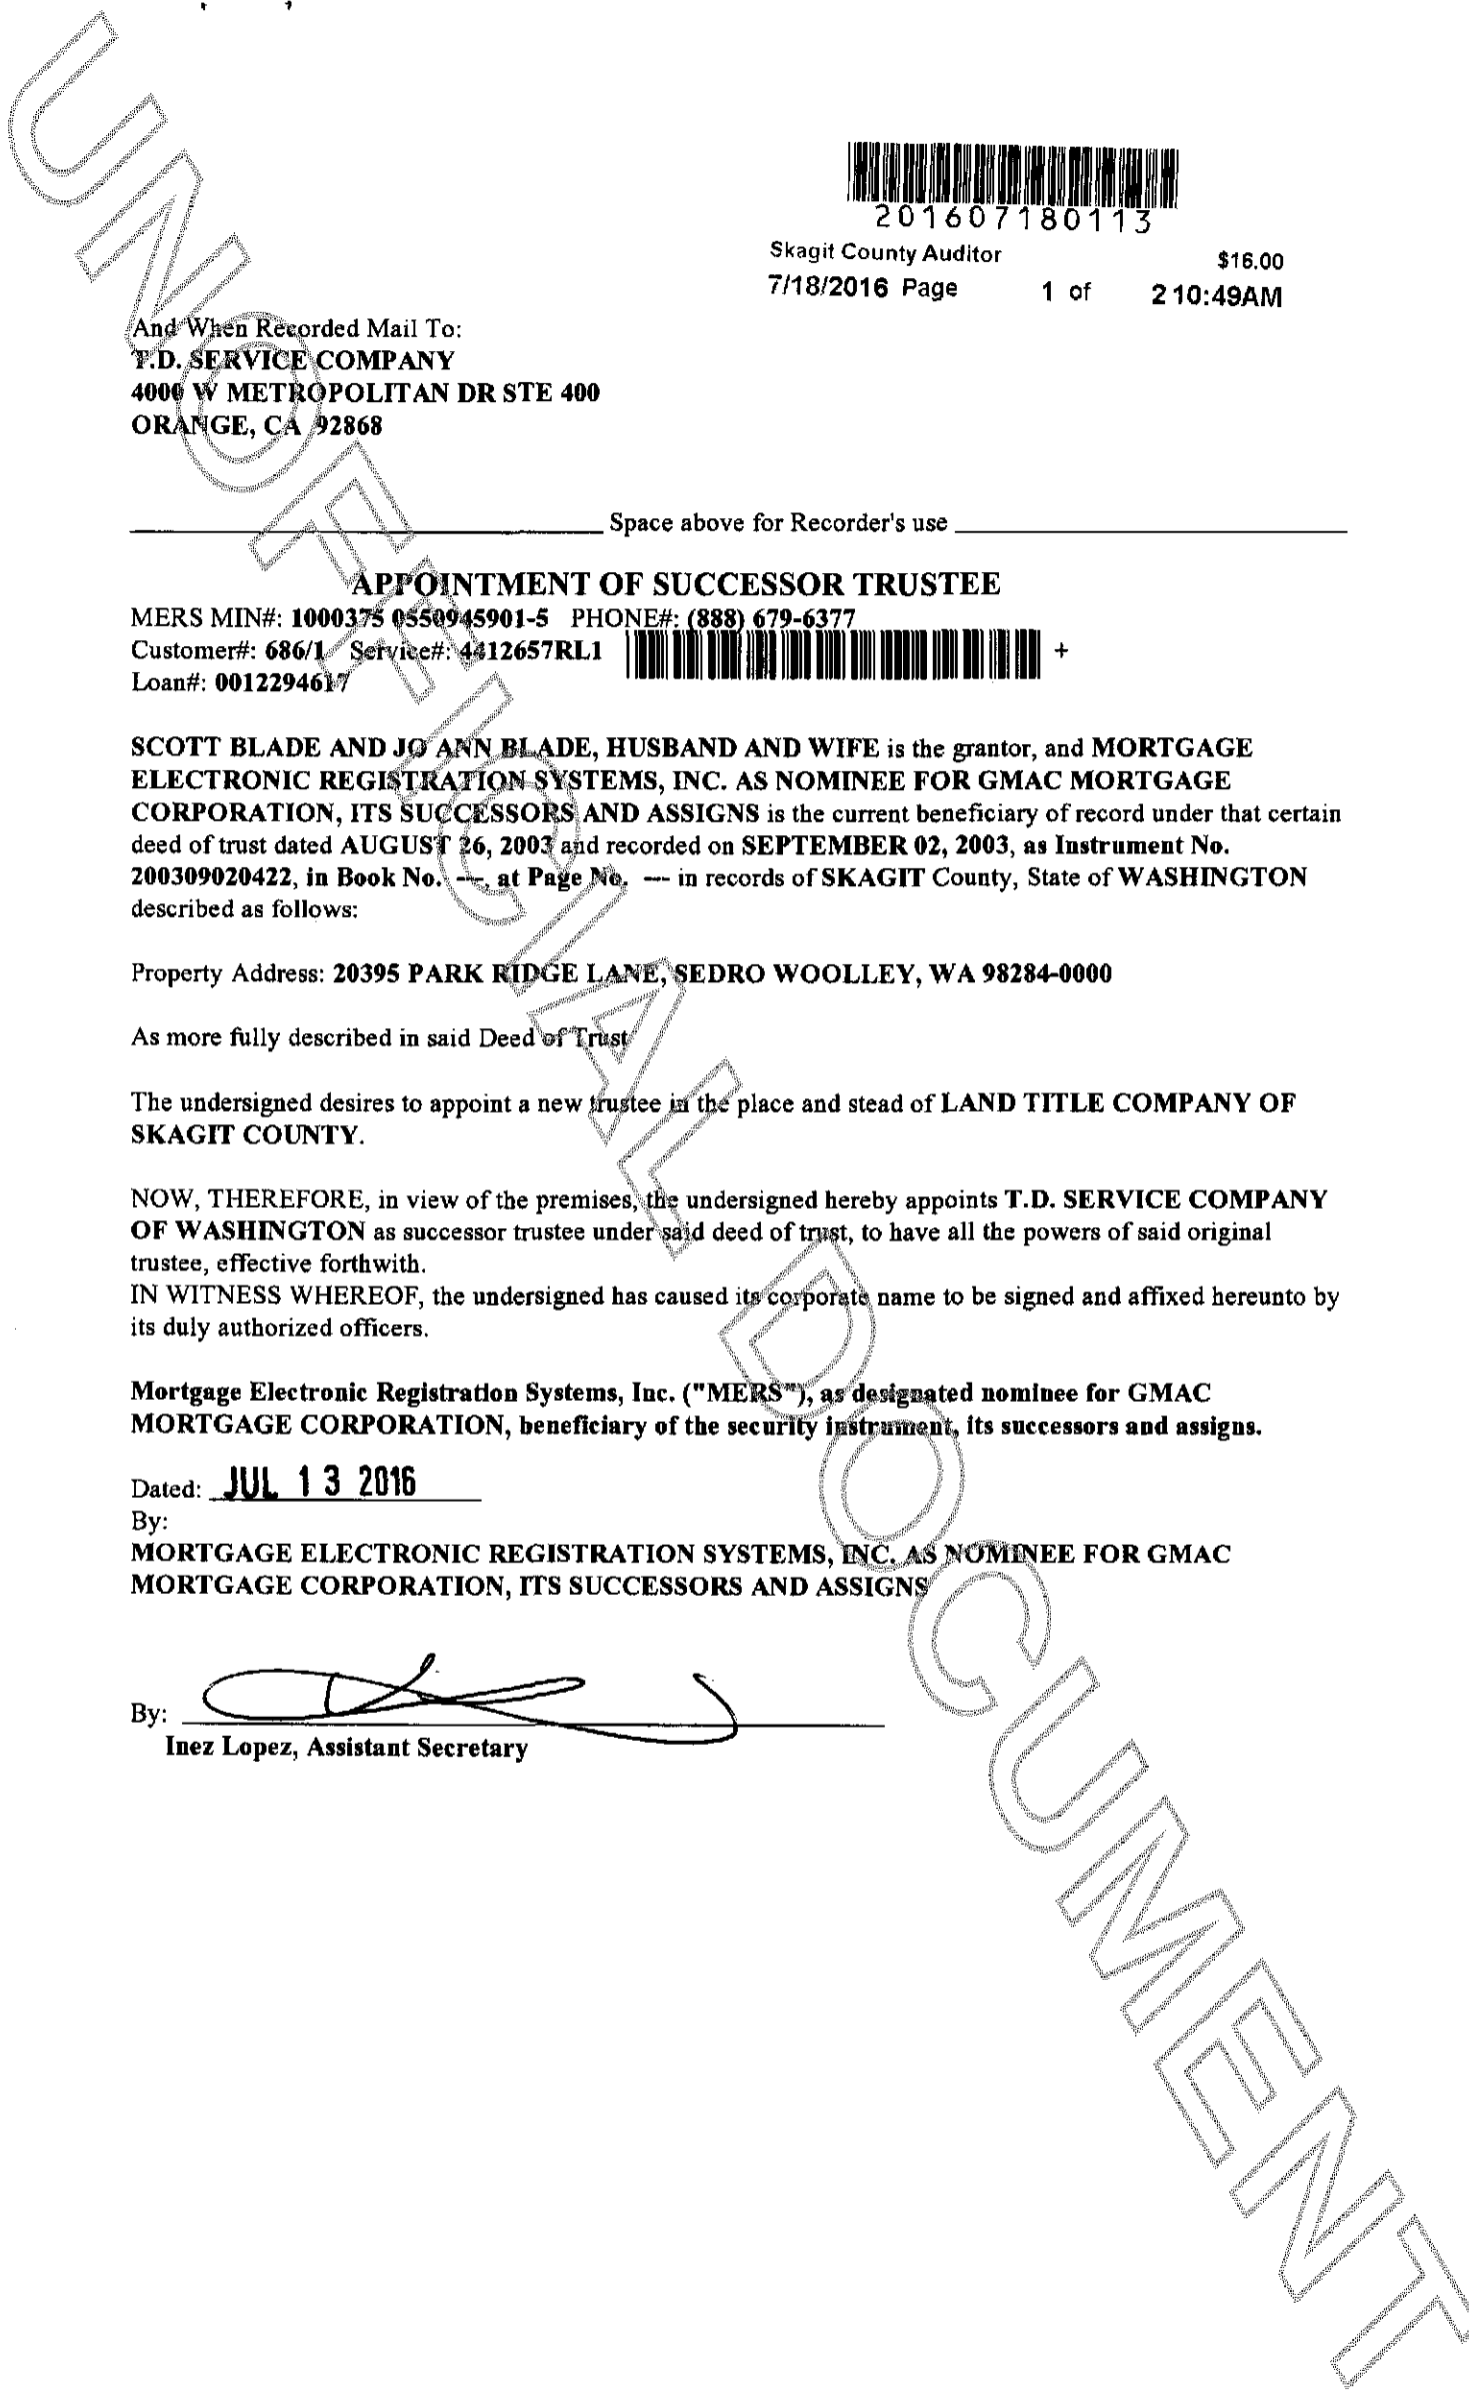 201607180113
Skagit County Auditor $16.00
7/18/2016 Page 1 of 2 10:49AM
And When Recorded Mail To:
T.D. SERVICE COMPANY
4000 W METROPOLITAN DR STE 400
ORANGE, CA 92868
Space above for Recorder's use
APPOINTMENT OF SUCCESSOR TRUSTEE
MERS MIN#: 1000375 0550945901-5 PHONE#: (888) 679-6377
Customer#: 686/1 Service#: 4412657RL1 +
Loan#: 0012294617
SCOTT BLADE AND JO ANN BLADE, HUSBAND AND WIFE is the grantor, and MORTGAGE
ELECTRONIC REGISTRATION SYSTEMS, INC. AS NOMINEE FOR GMAC MORTGAGE
CORPORATION, ITS SUCCESSORS AND ASSIGNS is the current beneficiary of record under that certain
deed of trust dated AUGUST 26, 2003 and recorded on SEPTEMBER 02, 2003, as Instrument No.
200309020422, in Book No. ---, at Page No. --- in records of SKAGIT County, State of WASHINGTON
described as follows:
Property Address: 20395 PARK RIDGE LANE, SEDRO WOOLLEY, WA 98284-0000
As more fully described in said Deed of Trust
The undersigned desires to appoint a new trustee in the place and stead of LAND TITLE COMPANY OF
SKAGIT COUNTY.
NOW, THEREFORE, in view of the premises, the undersigned hereby appoints T.D. SERVICE COMPANY
OF WASHINGTON as successor trustee under said deed of trust, to have all the powers of said original
trustee, effective forthwith.
IN WITNESS WHEREOF, the undersigned has caused its corporate name to be signed and affixed hereunto by
its duly authorized officers.
Mortgage Electronic Registration Systems, Inc. ("MERS"), as designated nominee for GMAC
MORTGAGE CORPORATION, beneficiary of the security instrument, its successors and assigns.
Dated: JUL 13 2016
By:
MORTGAGE ELECTRONIC REGISTRATION SYSTEMS, INC. AS NOMINEE FOR GMAC
MORTGAGE CORPORATION, ITS SUCCESSORS AND ASSIGNS
By:
Inez Lopez, Assistant Secretary
UNOFFICIAL DOCUMENT